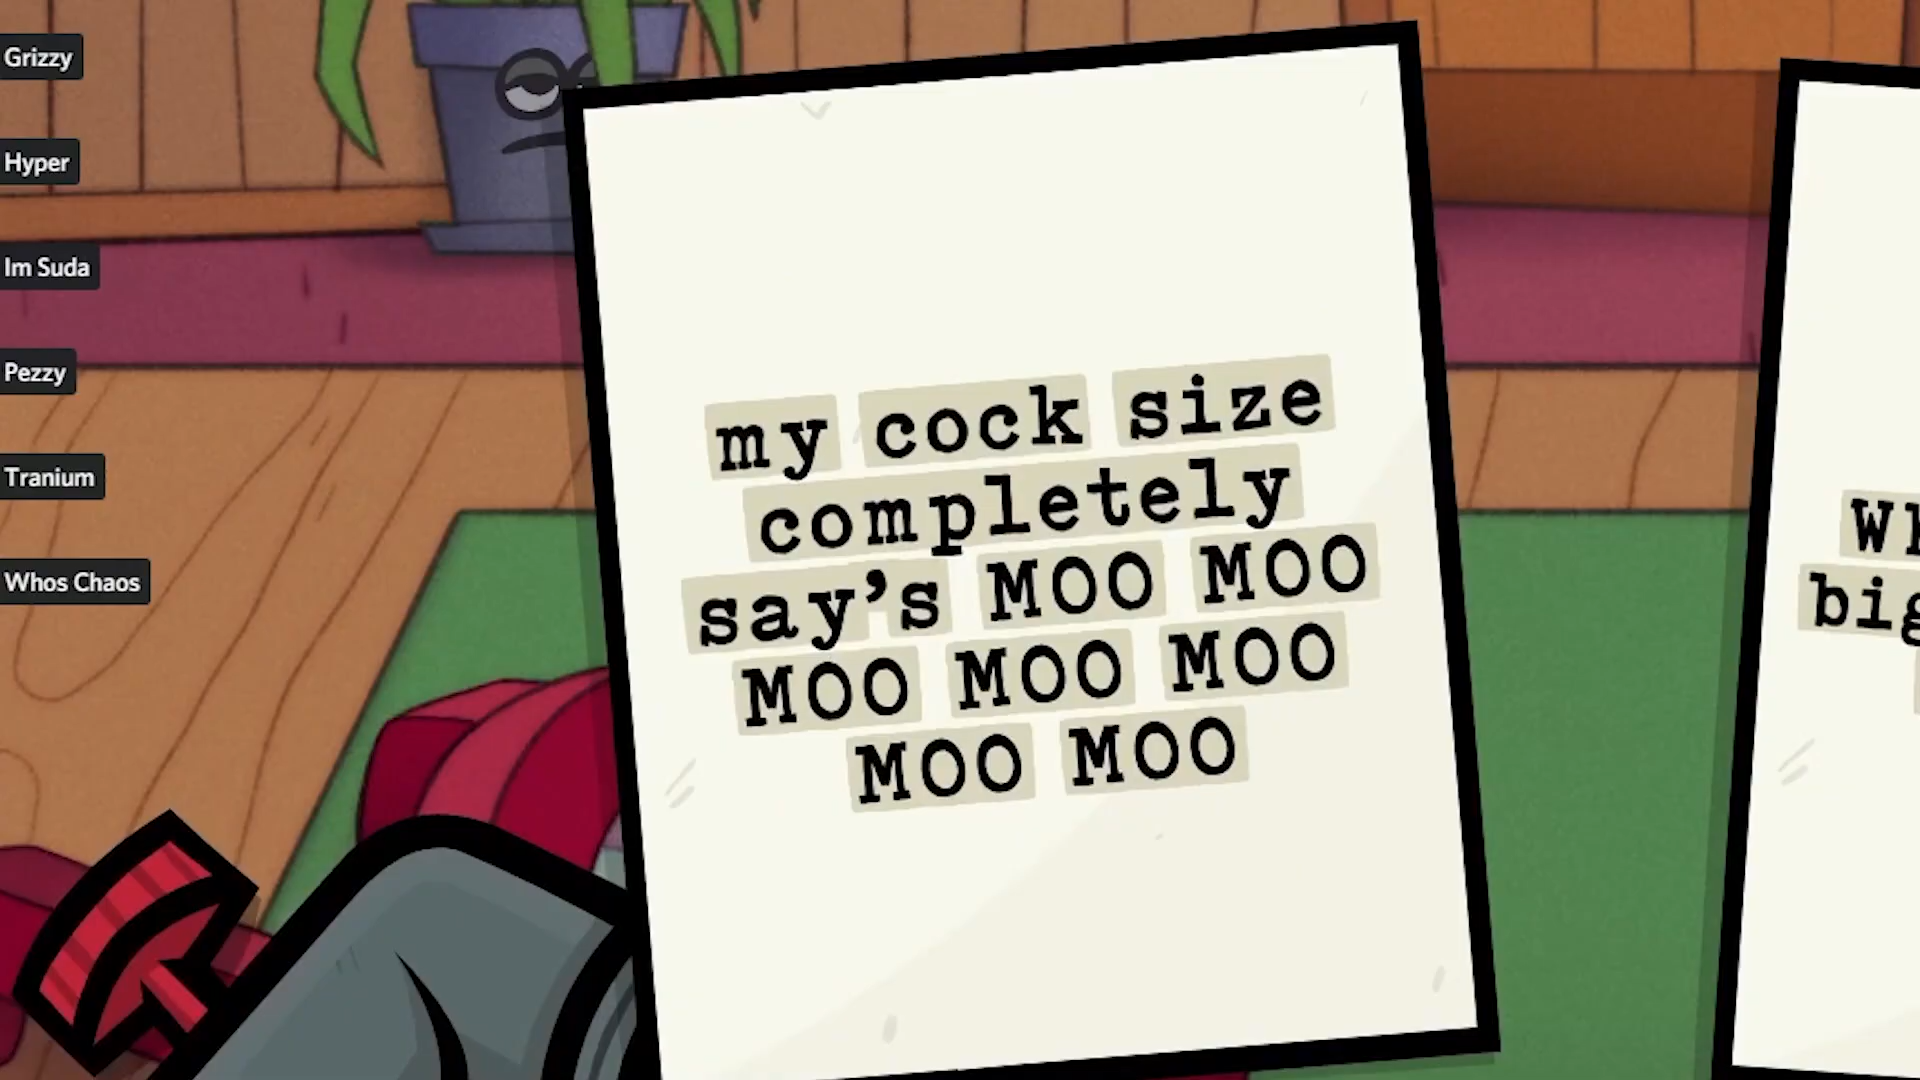 Grizzy
Hyper
Im Suda
Pezzy
Tranium
Whos Chaos
my cock size
completely
say's MOO MOO
MOO MOO MOO
MOO MOO